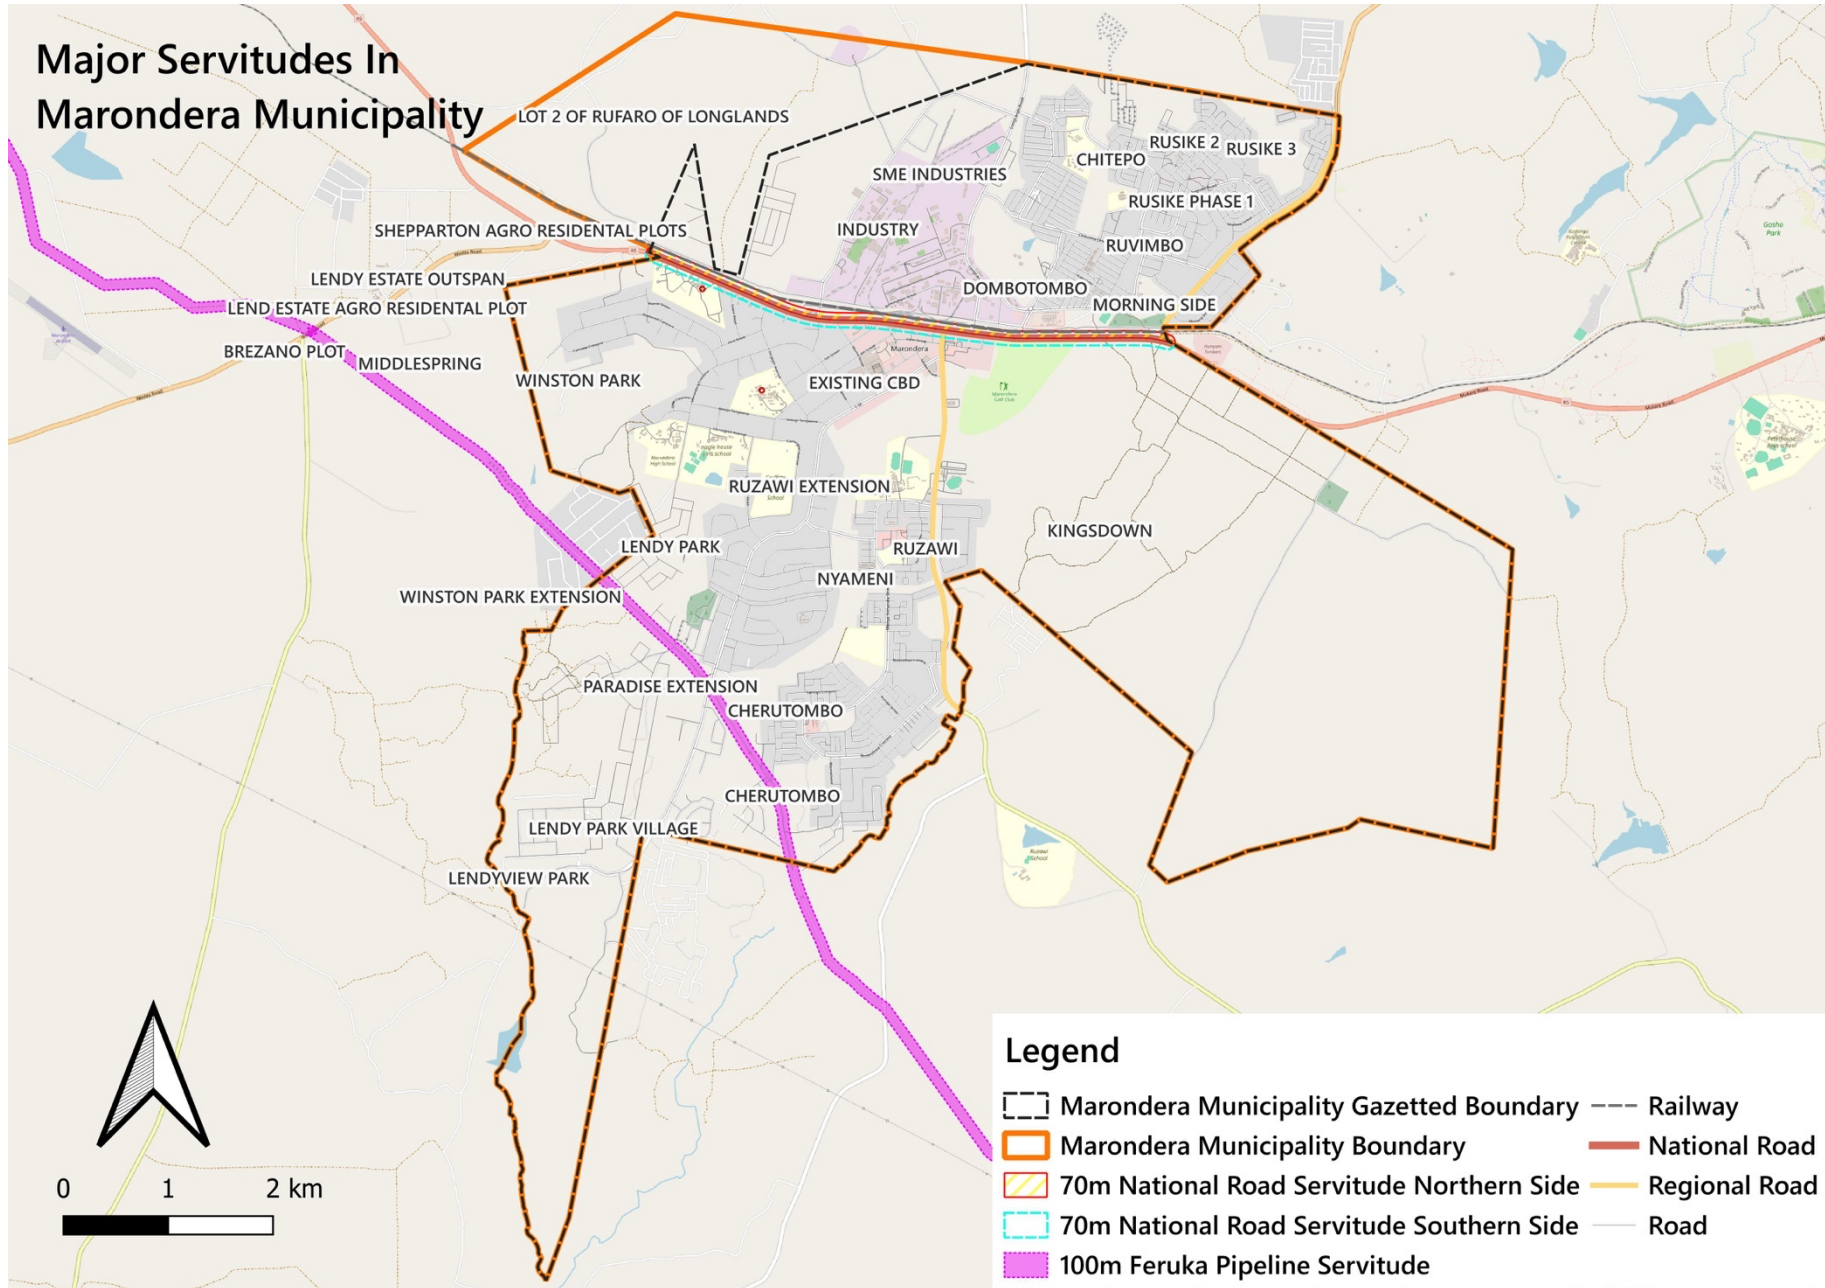 Major Servitudes In
Marondera Municipality
LOT 2 OF RUFARO OF LONGLANDS
CHITEPO
RUSIKE 2
RUSIKE 3
SME INDUSTRIES
RUSIKE PHASE 1
SHEPPARTON AGRO RESIDENTAL PLOTS
INDUSTRY
RUVIMBO
LENDY ESTATE OUTSPAN
DOMBOTOMBO
MORNING SIDE
LEND ESTATE AGRO RESIDENTAL PLOT
BREZANO PLOT
MIDDLESPRING
Marondera
WINSTON PARK
EXISTING CBD
RUZAWI EXTENSION
KINGSDOWN
LENDY PARK
RUZAWI
NYAMENI
WINSTON PARK EXTENSION
PARADISE EXTENSION
CHERUTOMBO
CHERUTOMBO
LENDY PARK VILLAGE
LENDYVIEW PARK
Ruzawi
School
Gosho
Park
0 1 2 km
Legend
Marondera Municipality Gazetted Boundary
Marondera Municipality Boundary
70m National Road Servitude Northern Side
70m National Road Servitude Southern Side
100m Feruka Pipeline Servitude
Railway
National Road
Regional Road
Road